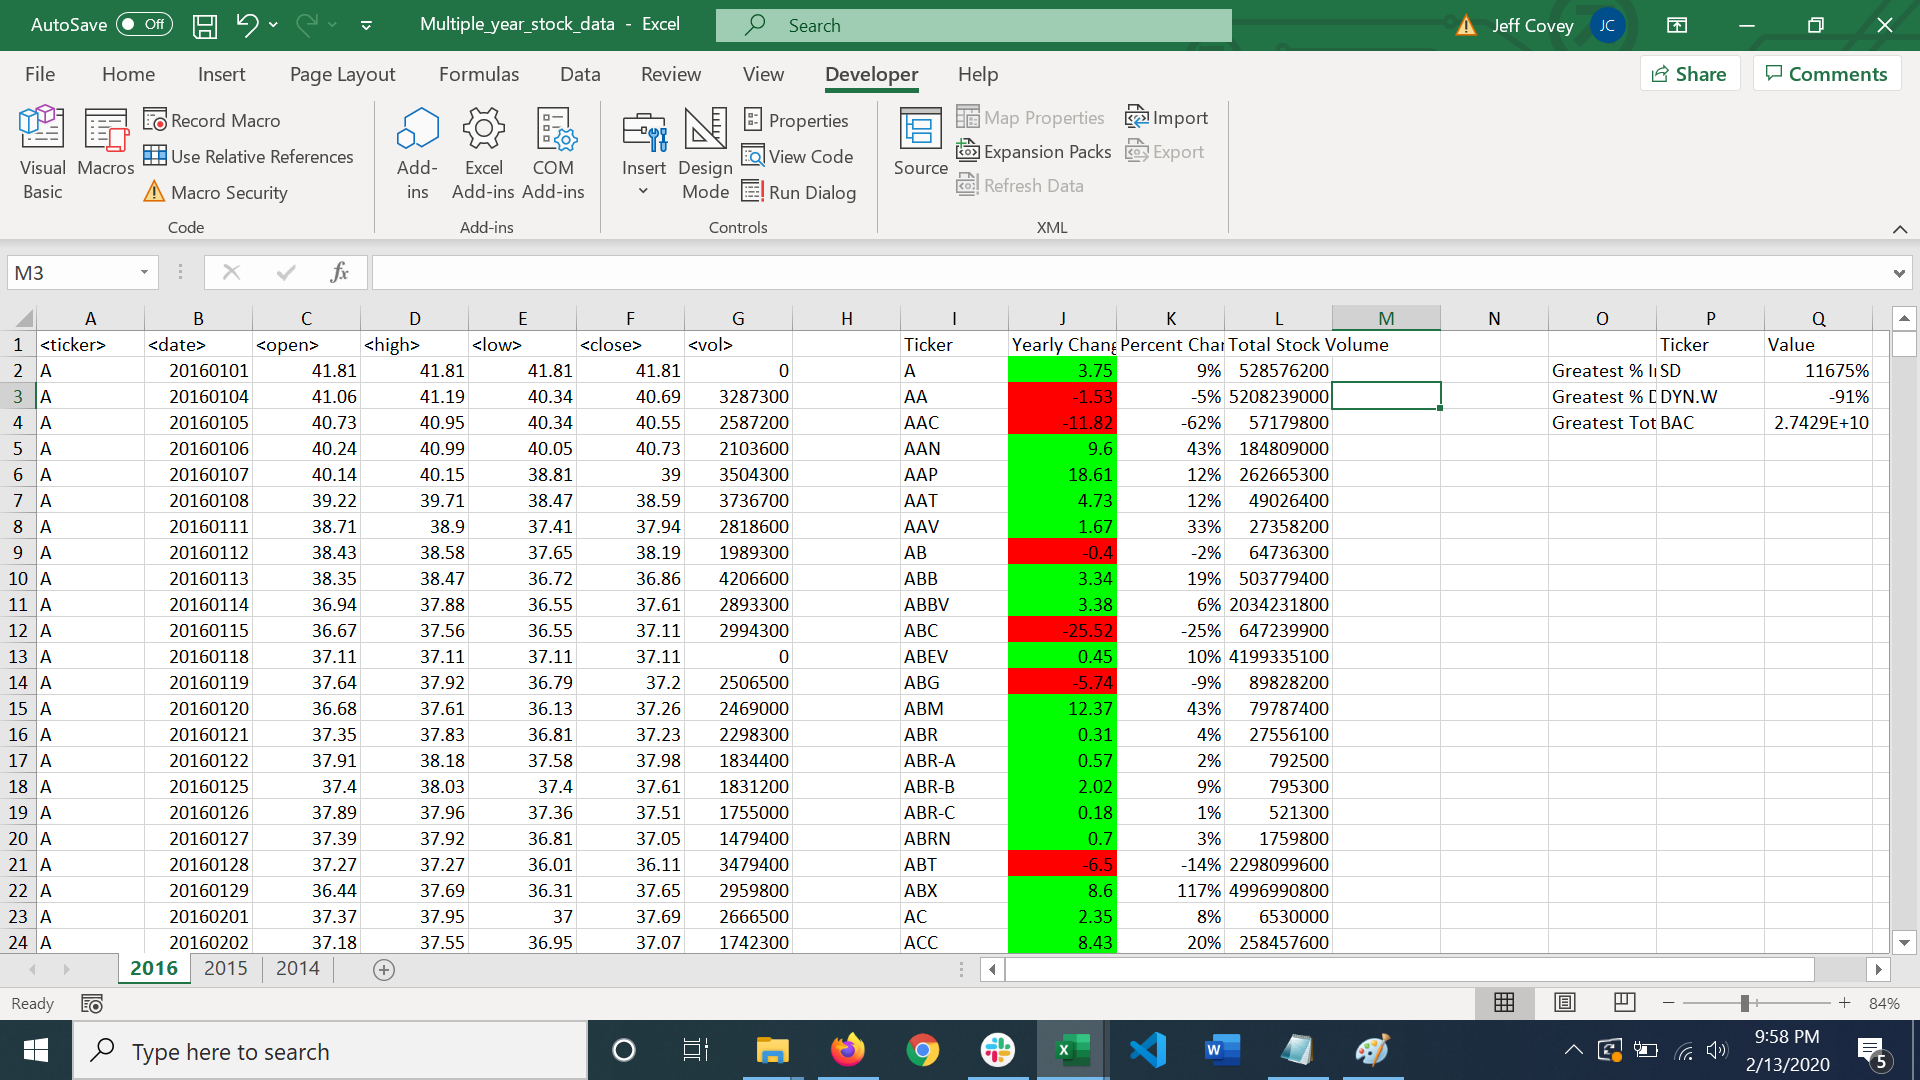 AutoSave Off Multiple_year_stock_data - Excel Search Jeff Covey JC
File Home Insert Page Layout Formulas Data Review View Developer Help Share Comments
Visual Basic
Macros
Record Macro
Use Relative References
Macro Security
Code
Add-ins
Excel Add-ins
COM Add-ins
Add-ins
Insert
Design Mode
Properties
View Code
Run Dialog
Controls
Source
Map Properties
Expansion Packs
Refresh Data
Import
Export
XML
M3 fx
A B C D E F G H I J K L M N O P Q
1 <ticker> <date> <open> <high> <low> <close> <vol> Ticker Yearly Chang Percent Char Total Stock Volume Ticker Value
2 A 20160101 41.81 41.81 41.81 41.81 0 A 3.75 9% 528576200 Greatest % I SD 11675%
3 A 20160104 41.06 41.19 40.34 40.69 3287300 AA -1.53 -5% 5208239000 Greatest % D DYN.W -91%
4 A 20160105 40.73 40.95 40.34 40.55 2587200 AAC -11.82 -62% 57179800 Greatest Tot BAC 2.7429E+10
5 A 20160106 40.24 40.99 40.05 40.73 2103600 AAN 9.6 43% 184809000
6 A 20160107 40.14 40.15 38.81 39 3504300 AAP 18.61 12% 262665300
7 A 20160108 39.22 39.71 38.47 38.59 3736700 AAT 4.73 12% 49026400
8 A 20160111 38.71 38.9 37.41 37.94 2818600 AAV 1.67 33% 27358200
9 A 20160112 38.43 38.58 37.65 38.19 1989300 AB -0.4 -2% 64736300
10 A 20160113 38.35 38.47 36.72 36.86 4206600 ABB 3.34 19% 503779400
11 A 20160114 36.94 37.88 36.55 37.61 2893300 ABBV 3.38 6% 2034231800
12 A 20160115 36.67 37.56 36.55 37.11 2994300 ABC -25.52 -25% 647239900
13 A 20160118 37.11 37.11 37.11 37.11 0 ABEV 0.45 10% 4199335100
14 A 20160119 37.64 37.92 36.79 37.2 2506500 ABG -5.74 -9% 89828200
15 A 20160120 36.68 37.61 36.13 37.26 2469000 ABM 12.37 43% 79787400
16 A 20160121 37.35 37.83 36.81 37.23 2298300 ABR 0.31 4% 27556100
17 A 20160122 37.91 38.18 37.58 37.98 1834400 ABR-A 0.57 2% 792500
18 A 20160125 37.4 38.03 37.4 37.61 1831200 ABR-B 2.02 9% 795300
19 A 20160126 37.89 37.96 37.36 37.51 1755000 ABR-C 0.18 1% 521300
20 A 20160127 37.39 37.92 36.81 37.05 1479400 ABRN 0.7 3% 1759800
21 A 20160128 37.27 37.27 36.01 36.11 3479400 ABT -6.5 -14% 2298099600
22 A 20160129 36.44 37.69 36.31 37.65 2959800 ABX 8.6 117% 4996990800
23 A 20160201 37.37 37.95 37 37.69 2666500 AC 2.35 8% 6530000
24 A 20160202 37.18 37.55 36.95 37.07 1742300 ACC 8.43 20% 258457600
2016 2015 2014
Ready 84%
Type here to search 9:58 PM
2/13/2020 5